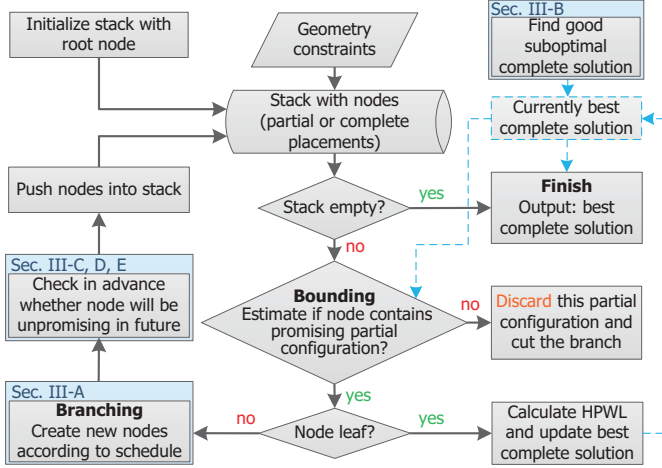 Initialize stack with
root node
Geometry
constraints
Sec. III-B
Find good
suboptimal
complete solution
Stack with nodes
(partial or complete
placements)
Currently best
complete solution
Push nodes into stack
Stack empty?
yes
no
Finish
Output: best
complete solution
Sec. III-C, D, E
Check in advance
whether node will be
unpromising in future
Bounding
Estimate if node contains
promising partial
configuration?
no
yes
Discard this partial
configuration and
cut the branch
Sec. III-A
Branching
Create new nodes
according to schedule
no
Node leaf?
yes
Calculate HPWL
and update best
complete solution